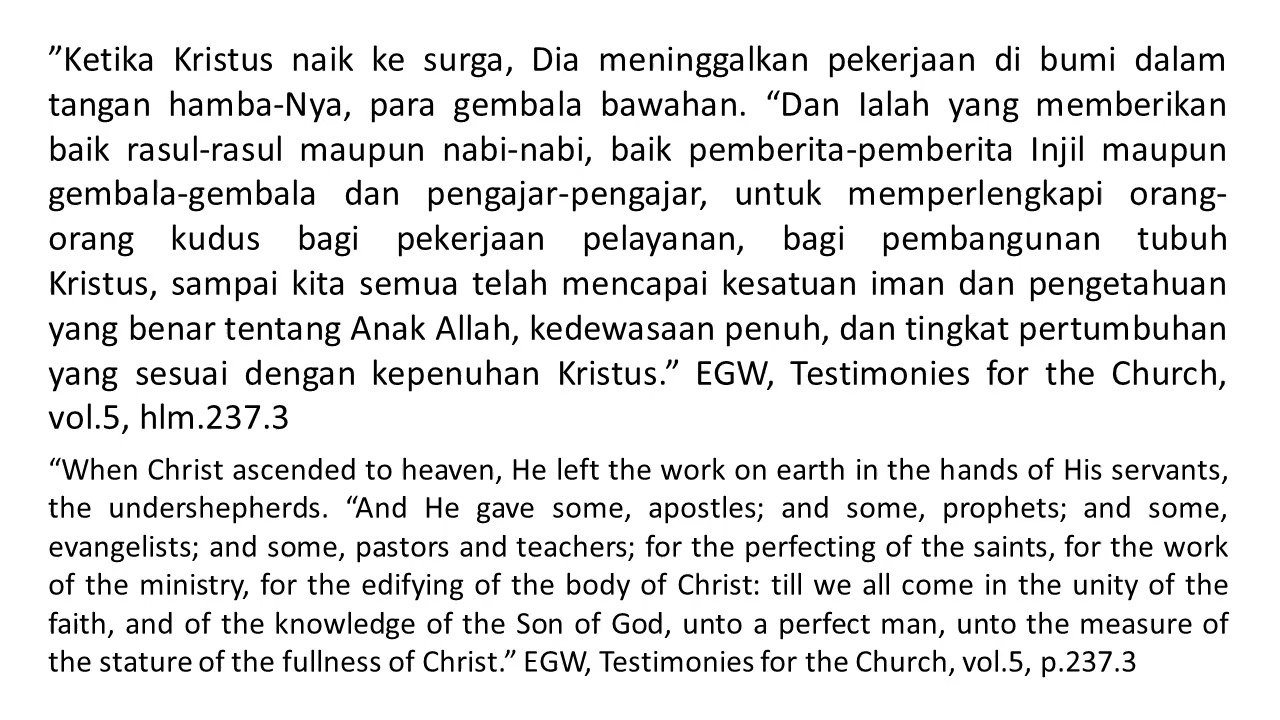 ”Ketika Kristus naik ke surga, Dia meninggalkan pekerjaan di bumi dalam
tangan hamba-Nya, para gembala bawahan. “Dan Ialah yang memberikan
baik rasul-rasul maupun nabi-nabi, baik pemberita-pemberita Injil maupun
gembala-gembala dan pengajar-pengajar, untuk memperlengkapi orang-
orang kudus bagi pekerjaan pelayanan, bagi pembangunan tubuh
Kristus, sampai kita semua telah mencapai kesatuan iman dan pengetahuan
yang benar tentang Anak Allah, kedewasaan penuh, dan tingkat pertumbuhan
yang sesuai dengan kepenuhan Kristus.” EGW, Testimonies for the Church,
vol.5, hlm.237.3
“When Christ ascended to heaven, He left the work on earth in the hands of His servants,
the undershepherds. “And He gave some, apostles; and some, prophets; and some,
evangelists; and some, pastors and teachers; for the perfecting of the saints, for the work
of the ministry, for the edifying of the body of Christ: till we all come in the unity of the
faith, and of the knowledge of the Son of God, unto a perfect man, unto the measure of
the stature of the fullness of Christ.” EGW, Testimonies for the Church, vol.5, p.237.3